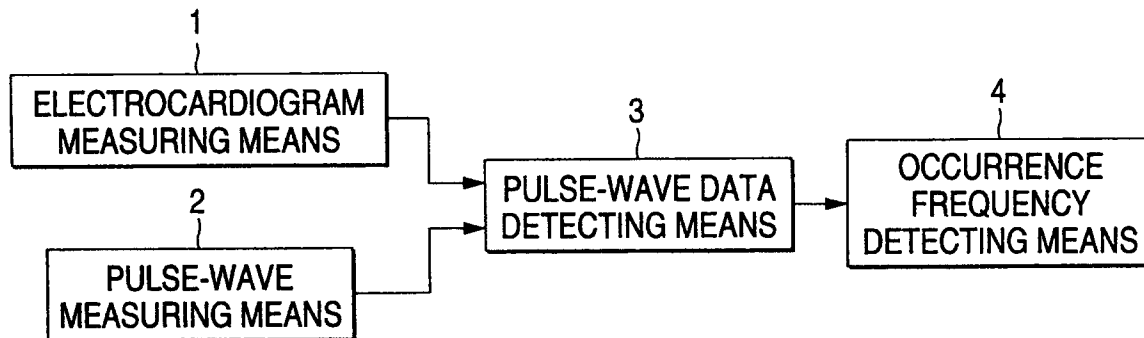 1
ELECTROCARDIOGRAM
MEASURING MEANS
2
PULSE-WAVE
MEASURING MEANS
3
PULSE-WAVE DATA
DETECTING MEANS
4
OCCURRENCE
FREQUENCY
DETECTING MEANS